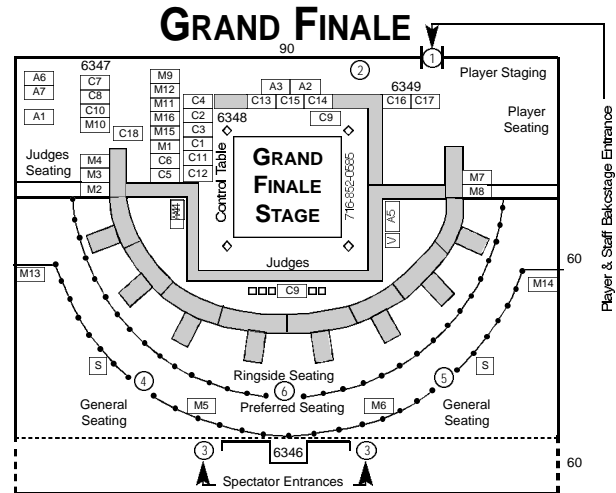 GRAND FINALE
90
1
2
Player Staging
A6
A7
A1
6347
C7
C8
C10
M10
C18
M9
M12
M11
M16
M15
M1
C6
C5
C4
C2
C3
C1
C11
C12
A3 A2
C13 C15 C14
C9
6348
6349
C16 C17
Player
Seating
Player & Staff Bakcstage Entrance
Judges
Seating
M4
M3
M2
Control Table
GRAND
FINALE
STAGE
716-852-0585
M7
M8
A5
V
Judges
C9
60
M13
M14
S
S
Ringside Seating
4
6
5
Preferred Seating
General
Seating
M5
M6
General
Seating
3
6346
3
60
Spectator Entrances